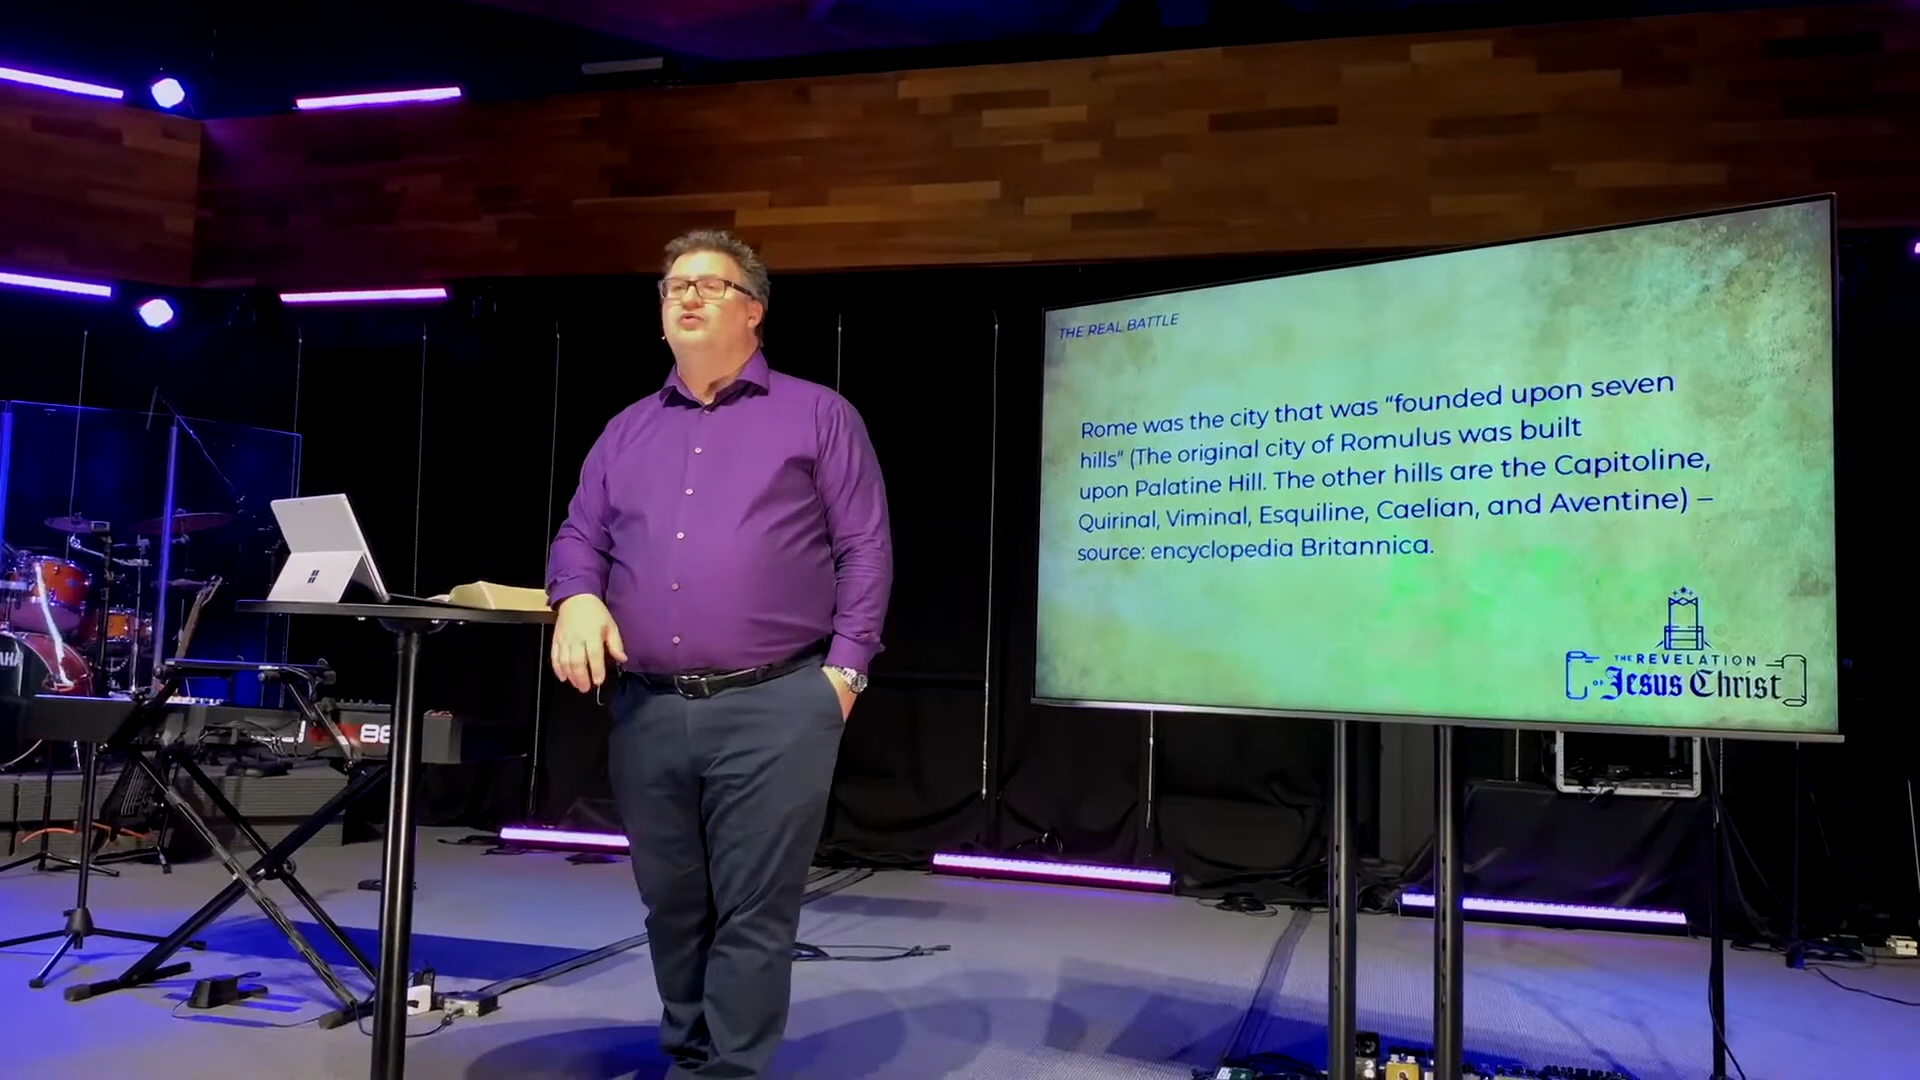 THE REAL BATTLE
Rome was the city that was "founded upon seven
hills" (The original city of Romulus was built
upon Palatine Hill. The other hills are the Capitoline,
Quirinal, Viminal, Esquiline, Caelian, and Aventine) –
source: encyclopedia Britannica.
THE REVELATION
OF Jesus Christ
88